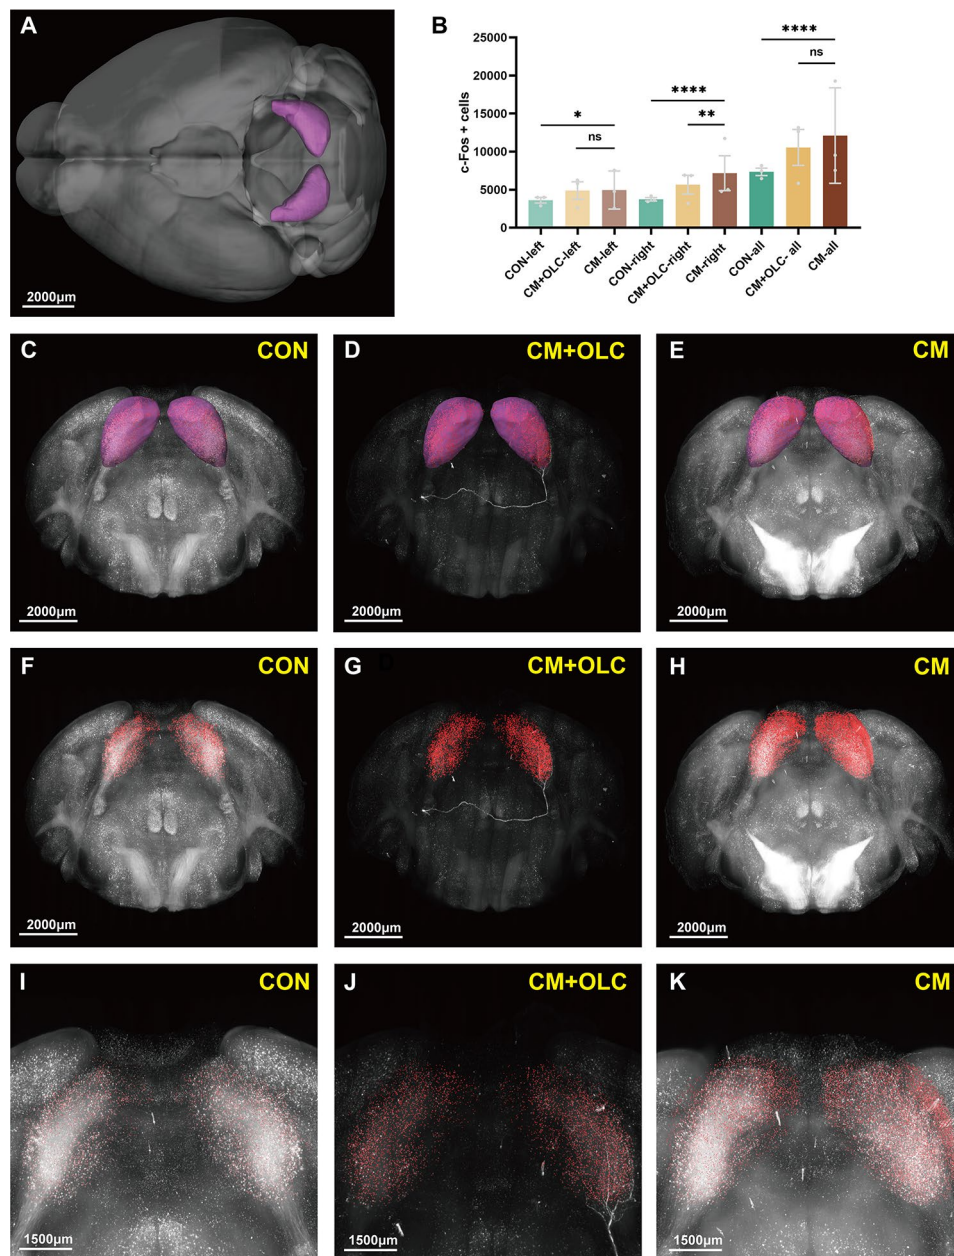 A
2000μm
B
c-Fos + cells
25000
20000
15000
10000
5000
0
*
ns
****
**
****
ns
CON-left
CM+OLC-left
CM-left
CON-right
CM+OLC-right
CM-right
CON-all
CM+OLC- all
CM-all
C
CON
2000μm
D
CM+OLC
2000μm
E
CM
2000μm
F
CON
2000μm
G
CM+OLC
2000μm
H
CM
2000μm
I
CON
1500μm
J
CM+OLC
1500μm
K
CM
1500μm